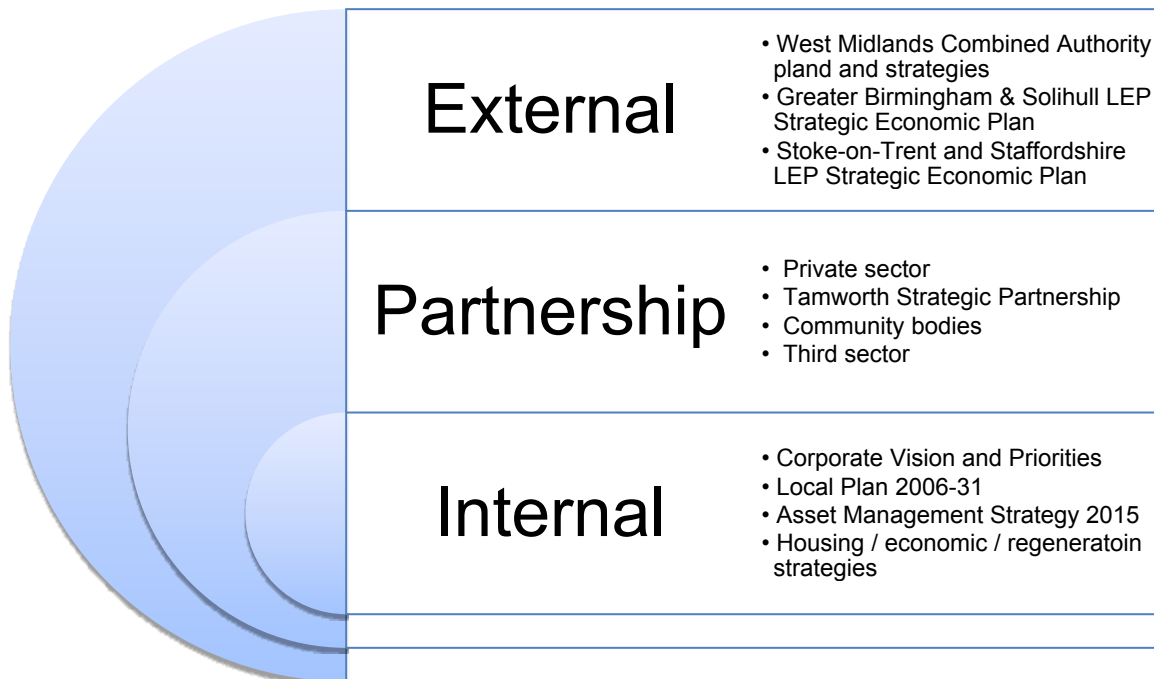 External
• West Midlands Combined Authority
pland and strategies
• Greater Birmingham & Solihull LEP
Strategic Economic Plan
• Stoke-on-Trent and Staffordshire
LEP Strategic Economic Plan
Partnership
• Private sector
• Tamworth Strategic Partnership
• Community bodies
• Third sector
Internal
• Corporate Vision and Priorities
• Local Plan 2006-31
• Asset Management Strategy 2015
• Housing / economic / regeneratoin
strategies